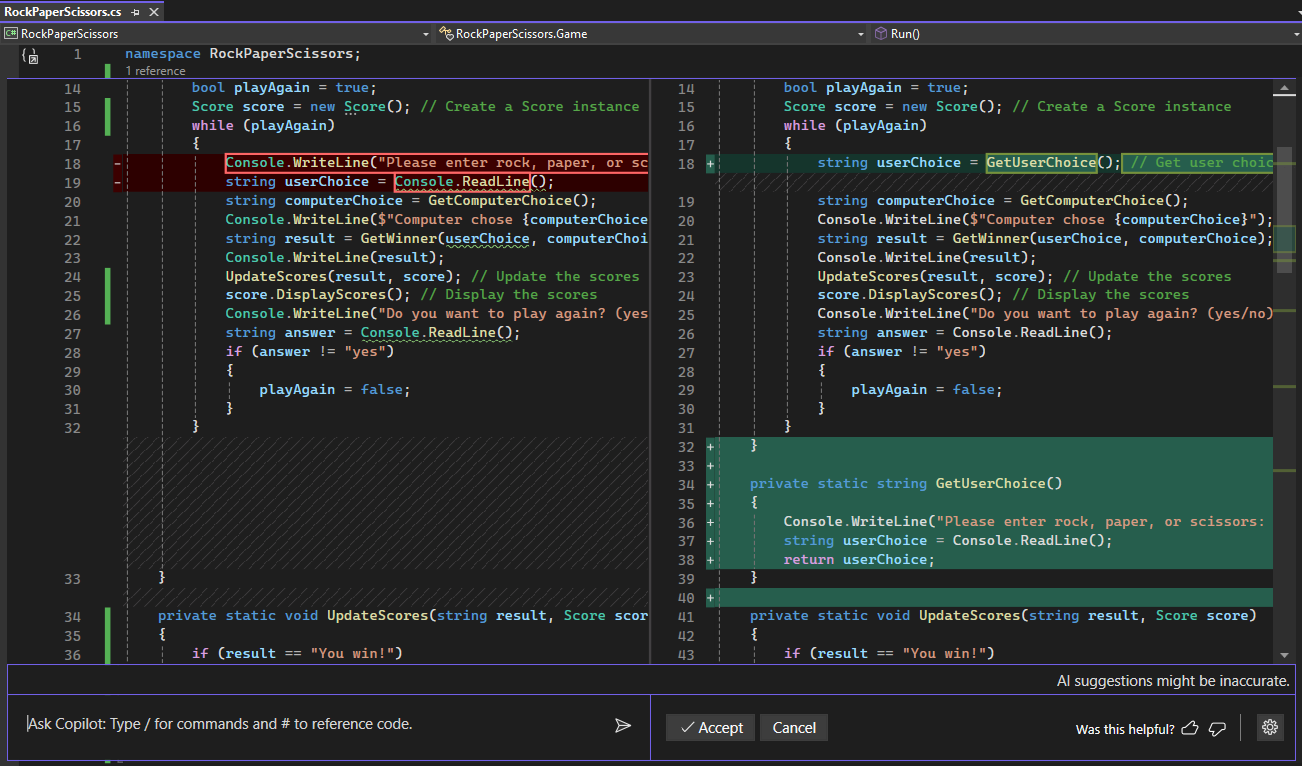 RockPaperScissors.cs
C# RockPaperScissors
RockPaperScissors.Game
Run()
1 namespace RockPaperScissors;
1 reference
14 bool playAgain = true;
15 Score score = new Score(); // Create a Score instance
16 while (playAgain)
17 {
18 - Console.WriteLine("Please enter rock, paper, or sc
19 - string userChoice = Console.ReadLine();
20 string computerChoice = GetComputerChoice();
21 Console.WriteLine($"Computer chose {computerChoice
22 string result = GetWinner(userChoice, computerChoi
23 Console.WriteLine(result);
24 UpdateScores(result, score); // Update the scores
25 score.DisplayScores(); // Display the scores
26 Console.WriteLine("Do you want to play again? (yes
27 string answer = Console.ReadLine();
28 if (answer != "yes")
29 {
30 playAgain = false;
31 }
32 }
33 }
34 private static void UpdateScores(string result, Score scor
35 {
36 if (result == "You win!")
14 bool playAgain = true;
15 Score score = new Score(); // Create a Score instance
16 while (playAgain)
17 {
18 + string userChoice = GetUserChoice(); // Get user choic
19 string computerChoice = GetComputerChoice();
20 Console.WriteLine($"Computer chose {computerChoice}");
21 string result = GetWinner(userChoice, computerChoice);
22 Console.WriteLine(result);
23 UpdateScores(result, score); // Update the scores
24 score.DisplayScores(); // Display the scores
25 Console.WriteLine("Do you want to play again? (yes/no)
26 string answer = Console.ReadLine();
27 if (answer != "yes")
28 {
29 playAgain = false;
30 }
31 }
32 + }
33 +
34 + private static string GetUserChoice()
35 + {
36 + Console.WriteLine("Please enter rock, paper, or scissors:
37 + string userChoice = Console.ReadLine();
38 + return userChoice;
39 }
40 +
41 private static void UpdateScores(string result, Score score)
42 {
43 if (result == "You win!")
AI suggestions might be inaccurate.
Ask Copilot: Type / for commands and # to reference code.
Accept
Cancel
Was this helpful?